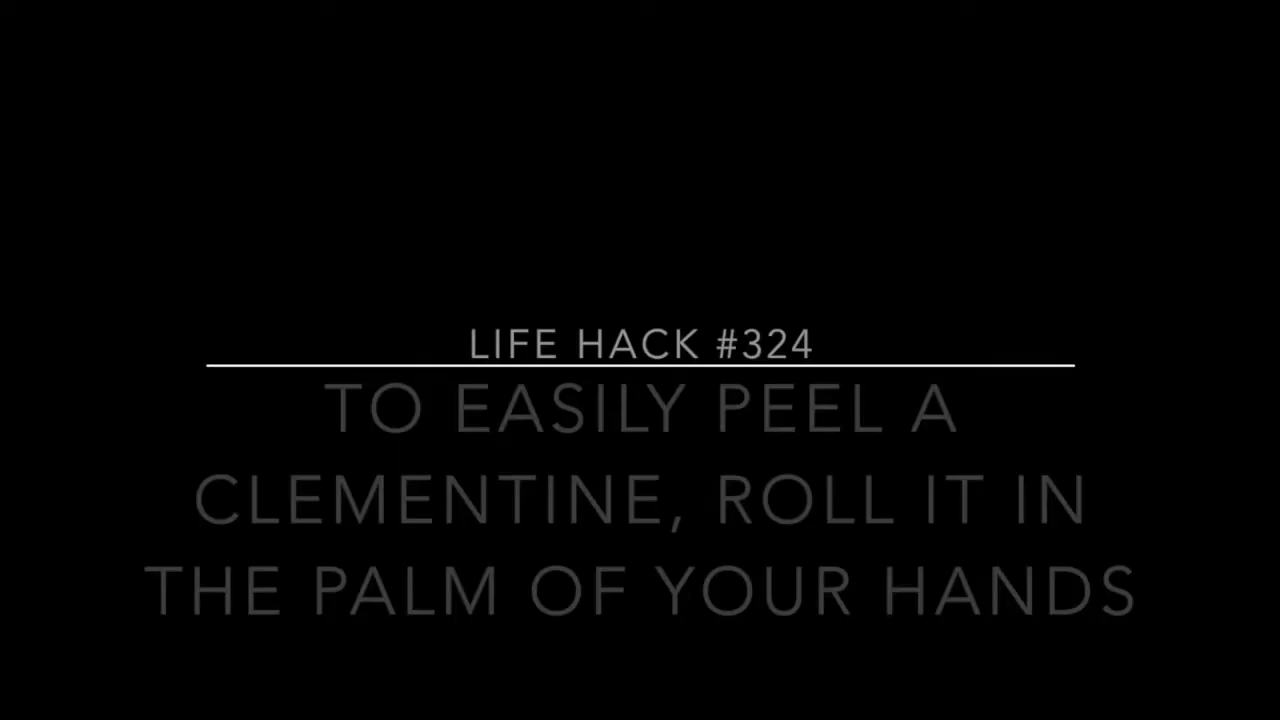 LIFE HACK #324
TO EASILY PEEL A
CLEMENTINE, ROLL IT IN
THE PALM OF YOUR HANDS